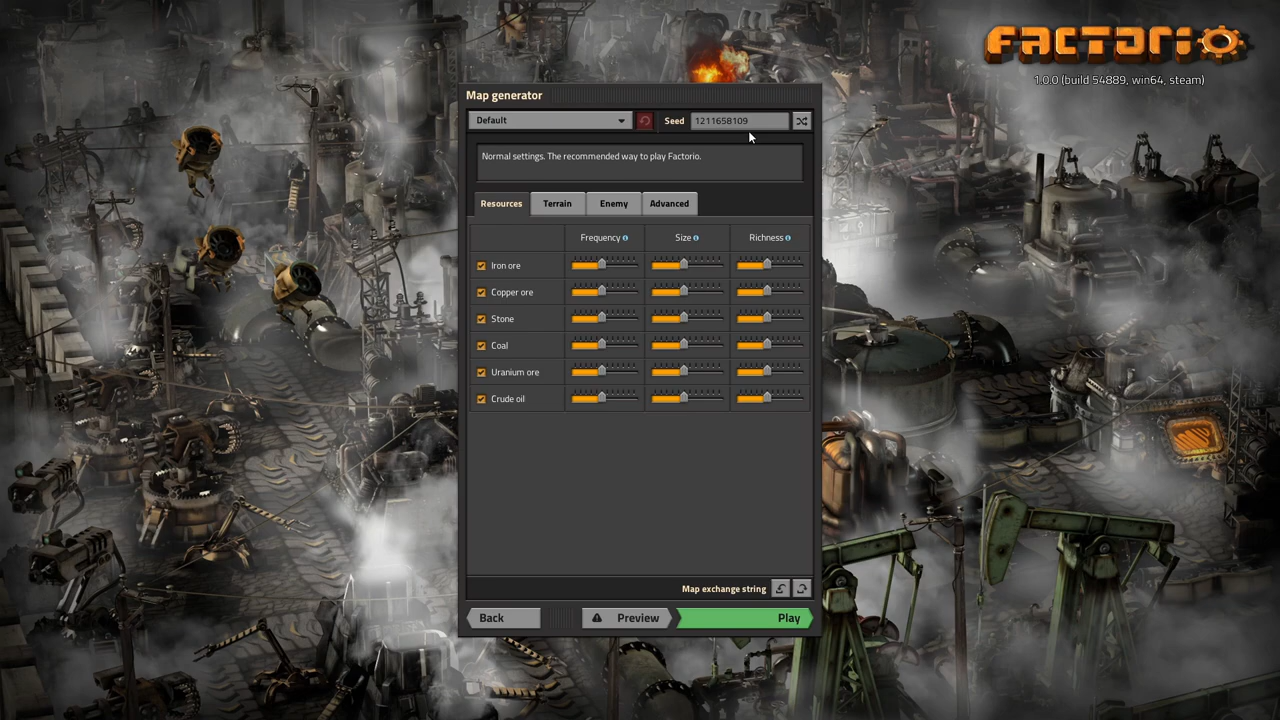 FACTORIO
1.0.0 (build 54889, win64, steam)
Map generator
Default Seed 1211658109
Normal settings. The recommended way to play Factorio.
Resources Terrain Enemy Advanced
Frequency Size Richness
Iron ore
Copper ore
Stone
Coal
Uranium ore
Crude oil
Map exchange string
Back Preview Play